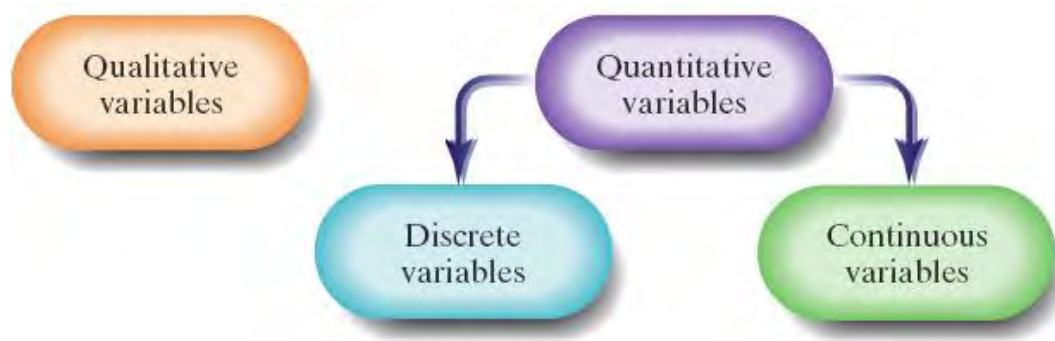 Qualitative
variables
Quantitative
variables
Discrete
variables
Continuous
variables